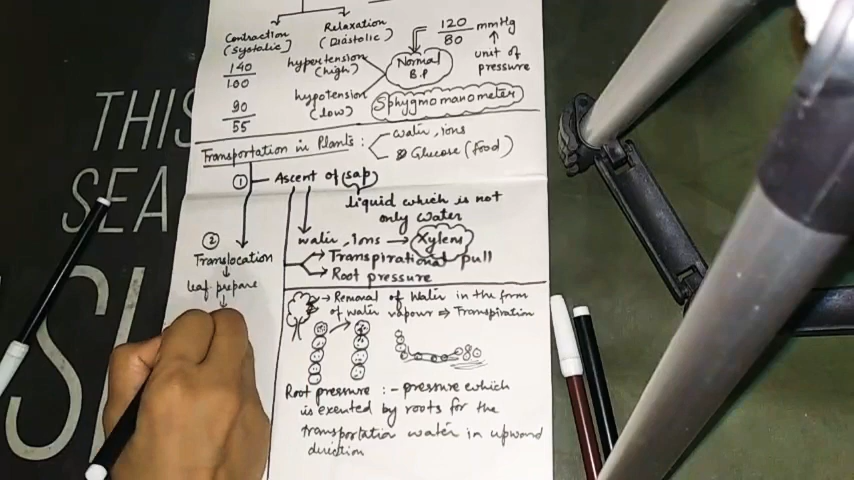 Contraction
(Systolic)
Relaxation
(Diastolic)
120
80
mmHg
unit of
pressure
Normal
B.P
140
100
hypertension
(high)
90
55
hypotension
(low)
Sphygmomanometer
Transportation in Plants :
water, ions
Glucose (food)
① Ascent of (sap)
liquid which is not
only water
water, ions → Xylem
→ Transpirational pull
→ Root pressure
②
Translocation
↓
leaf prepare
↓
→ Removal of water in the form
of water vapour ⇒ Transpiration
Root pressure : - pressure which
is exented by roots for the
transportation water in upward
direction
THIS
SEA